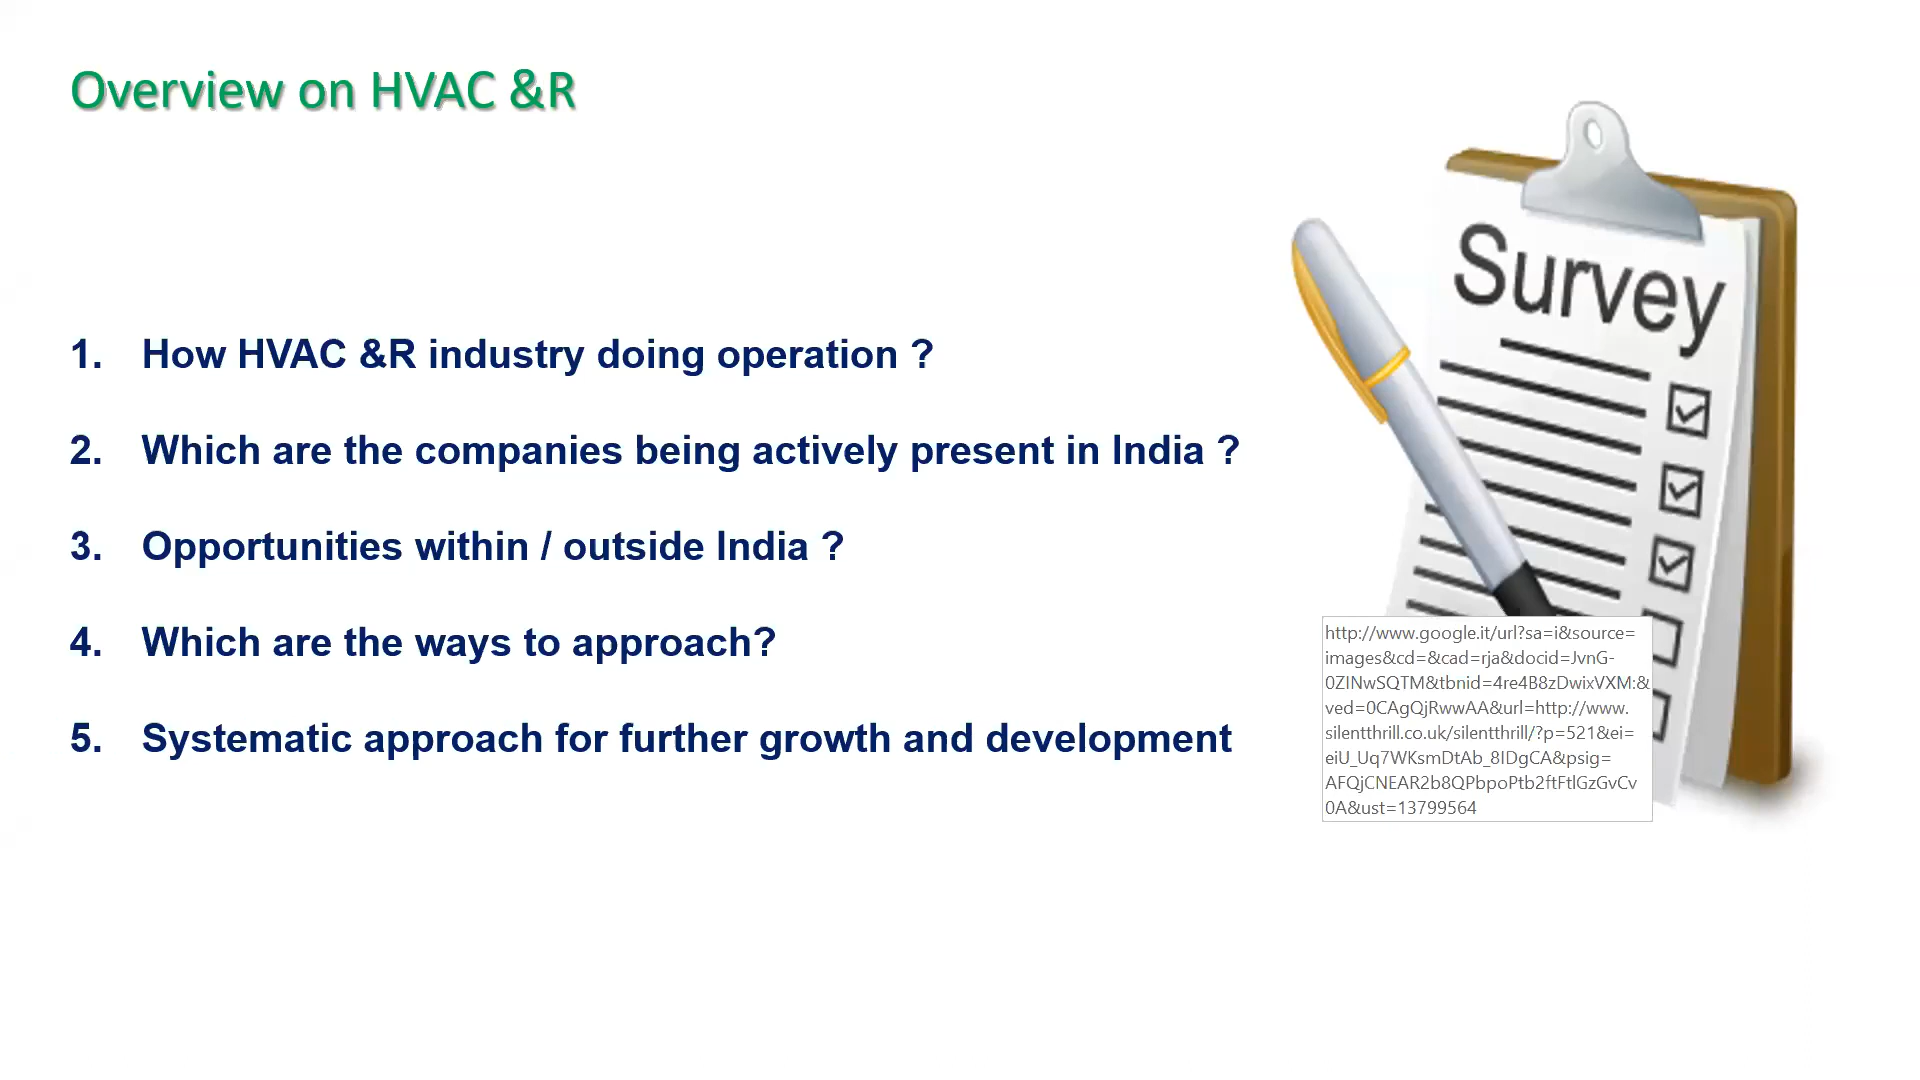 Overview on HVAC &R
1. How HVAC &R industry doing operation ?
2. Which are the companies being actively present in India ?
3. Opportunities within / outside India ?
4. Which are the ways to approach?
5. Systematic approach for further growth and development
Survey
http://www.google.it/url?sa=i&source=
images&cd=&cad=rja&docid=JvnG-
0ZINwSQTM&tbnid=4re4B8zDwixVXM:&
ved=0CAgQjRwwAA&url=http://www.
silentthrill.co.uk/silentthrill/?p=521&ei=
eiU_Uq7WKsmDtAb_8IDgCA&psig=
AFQjCNEAR2b8QPbpoPtb2ftFtlGzGvCv
0A&ust=13799564